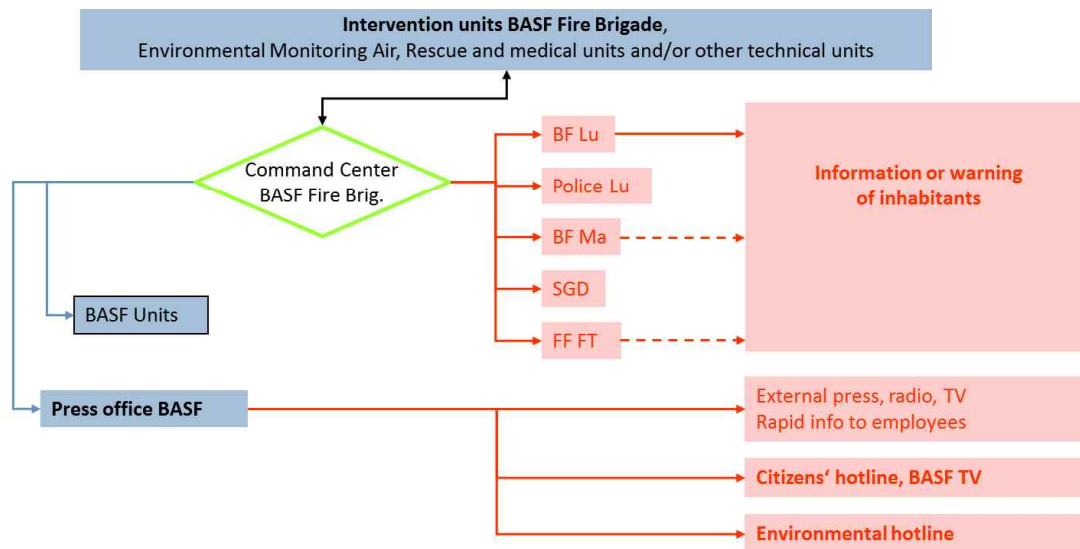 Intervention units BASF Fire Brigade,
Environmental Monitoring Air, Rescue and medical units and/or other technical units
Command Center
BASF Fire Brig.
BF Lu
Police Lu
BF Ma
SGD
FF FT
Information or warning
of inhabitants
BASF Units
Press office BASF
External press, radio, TV
Rapid info to employees
Citizens‘ hotline, BASF TV
Environmental hotline